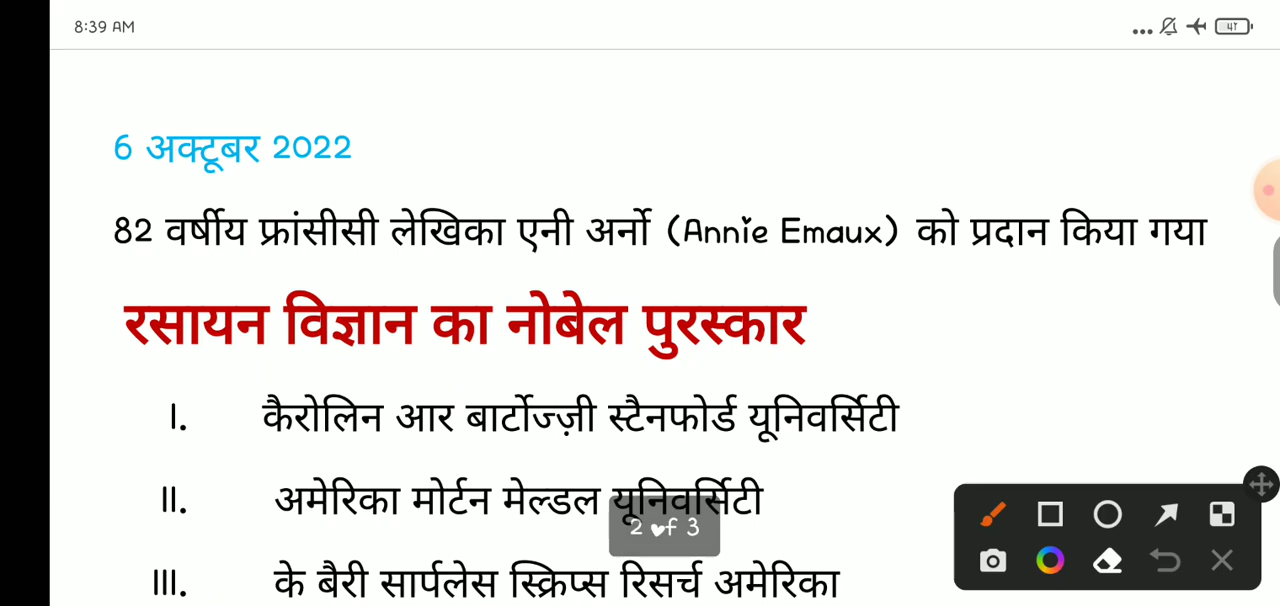 8:39 AM
6 अक्टूबर 2022
82 वर्षीय फ्रांसीसी लेखिका एनी अर्नो (Annie Emaux) को प्रदान किया गया
रसायन विज्ञान का नोबेल पुरस्कार
I. कैरोलिन आर बार्टोज्ज़ी स्टैनफोर्ड यूनिवर्सिटी
II. अमेरिका मोर्टन मेल्डल यूनिवर्सिटी
2 of 3
III. के बैरी सार्पलेस स्क्रिप्स रिसर्च अमेरिका